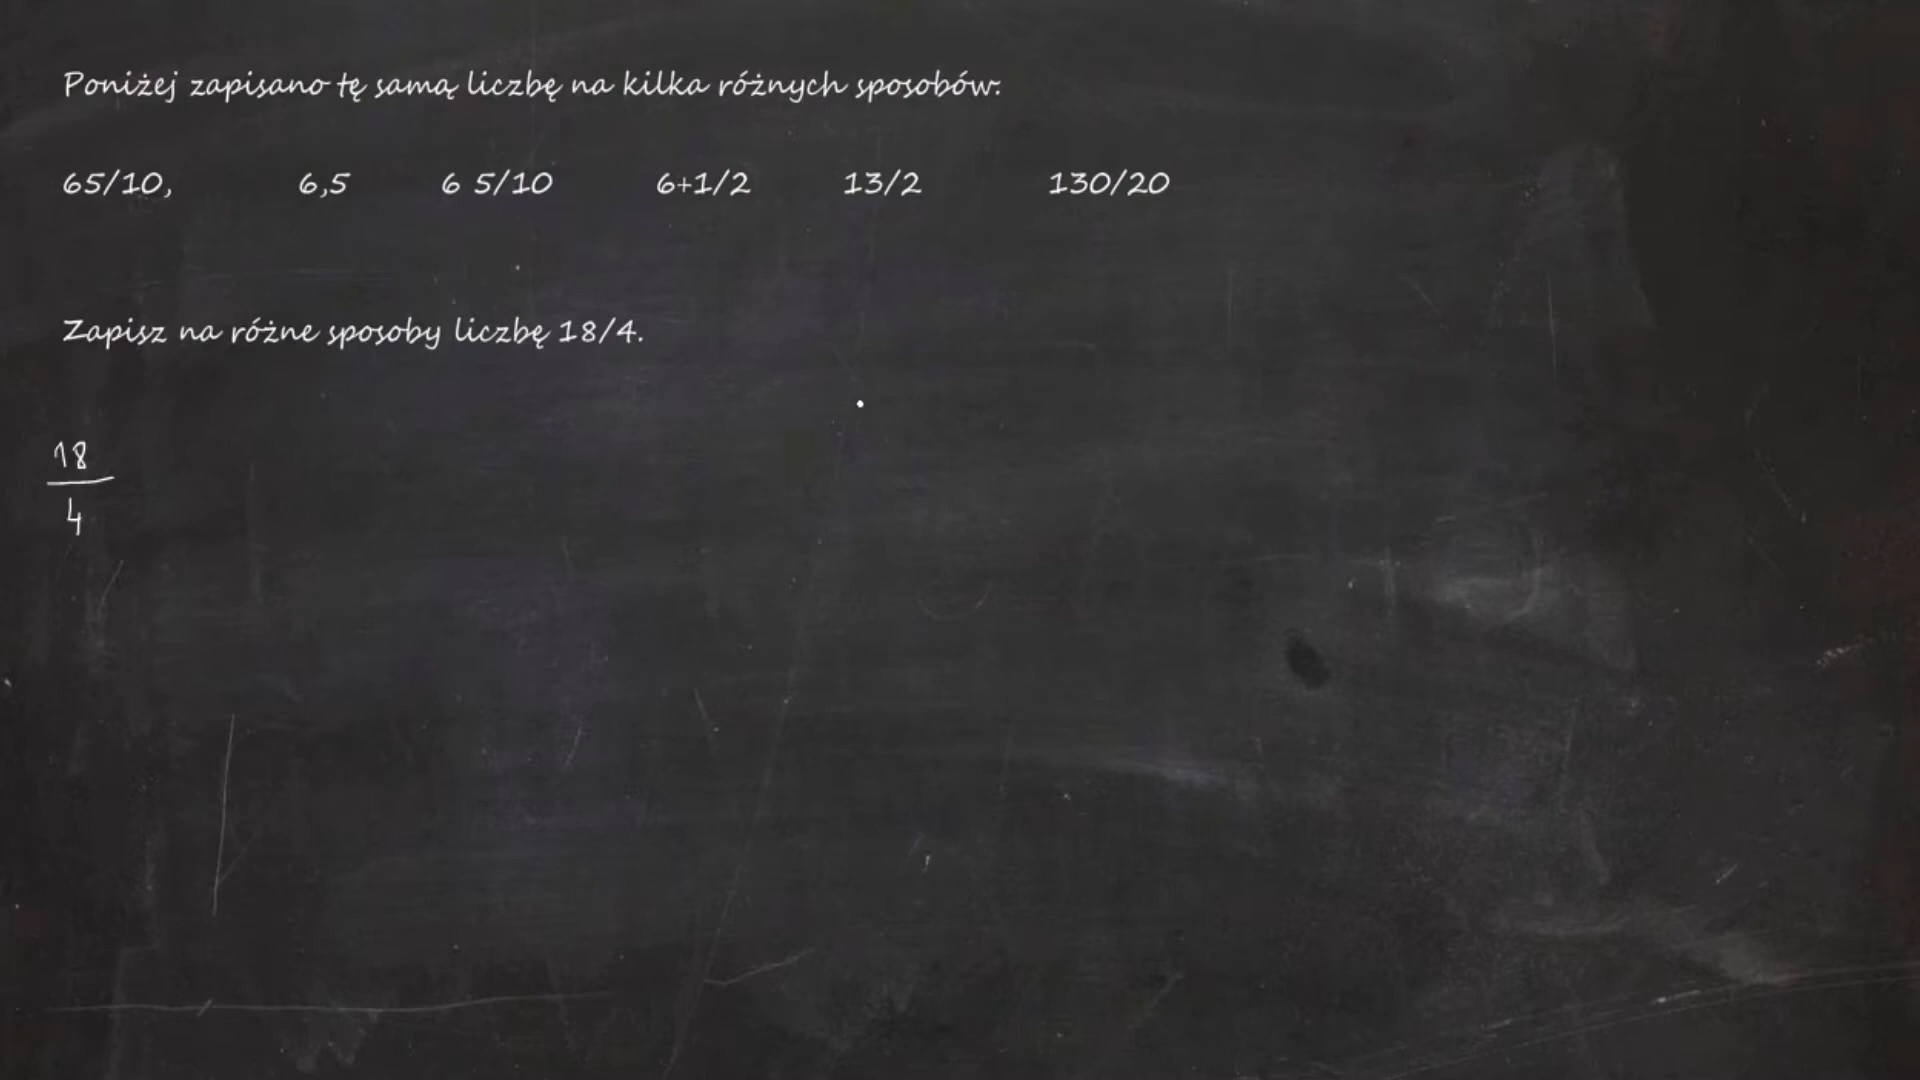 Poniżej zapisano tę samą liczbę na kilka różnych sposobów:
65/10, 6,5 6 5/10 6+1/2 13/2 130/20
Zapisz na różne sposoby liczbę 18/4.
18
4